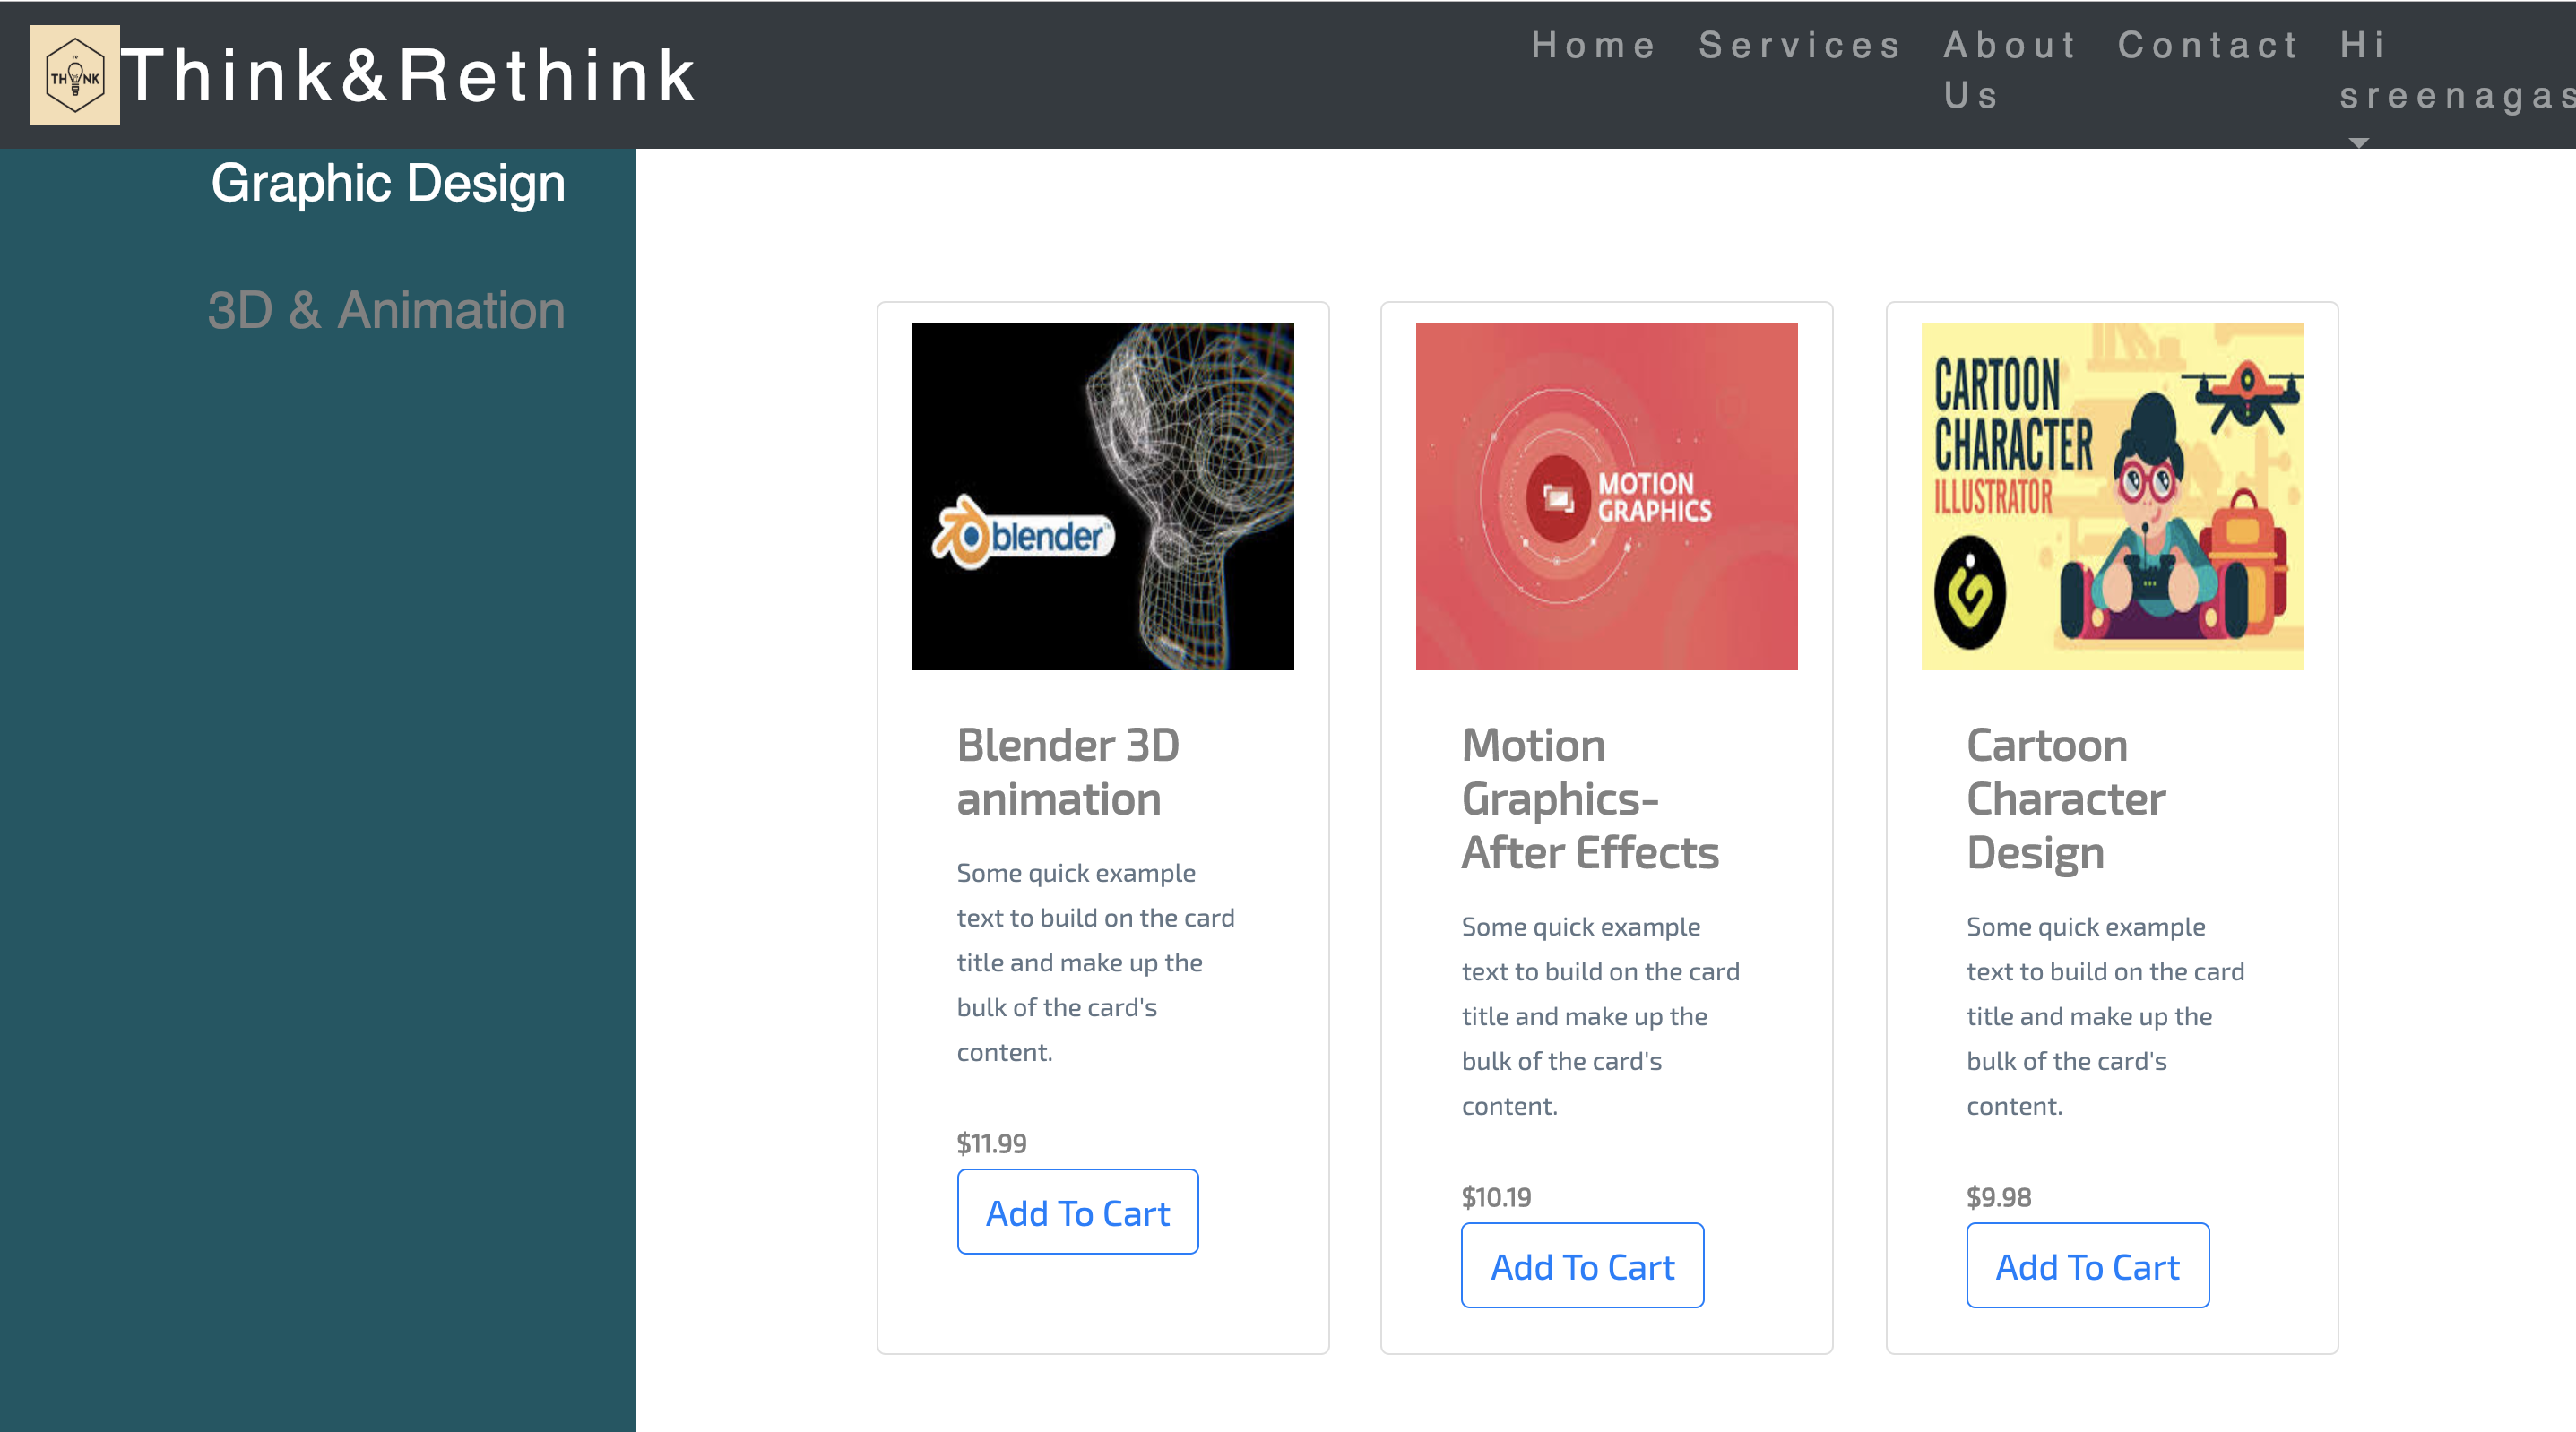 TH NK
Think&Rethink
Home Services About Us Contact Hi
sreenagas
Graphic Design
3D & Animation
blender
MOTION
GRAPHICS
CARTOON
CHARACTER
ILLUSTRATOR
Blender 3D
animation
Some quick example
text to build on the card
title and make up the
bulk of the card's
content.
$11.99
Add To Cart
Motion
Graphics-
After Effects
Some quick example
text to build on the card
title and make up the
bulk of the card's
content.
$10.19
Add To Cart
Cartoon
Character
Design
Some quick example
text to build on the card
title and make up the
bulk of the card's
content.
$9.98
Add To Cart